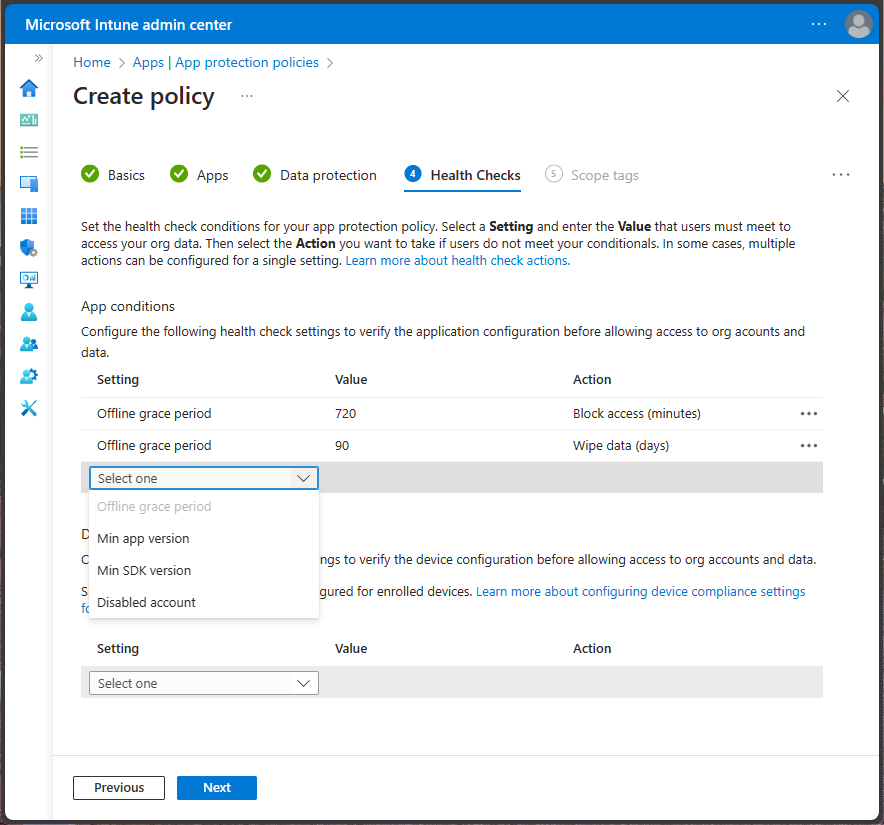 Microsoft Intune admin center
Home > Apps | App protection policies >
Create policy
Basics
Apps
Data protection
4 Health Checks
5 Scope tags
Set the health check conditions for your app protection policy. Select a Setting and enter the Value that users must meet to
access your org data. Then select the Action you want to take if users do not meet your conditionals. In some cases, multiple
actions can be configured for a single setting. Learn more about health check actions.
App conditions
Configure the following health check settings to verify the application configuration before allowing access to org acounts and
data.
Setting Value Action
Offline grace period 720 Block access (minutes)
Offline grace period 90 Wipe data (days)
Select one
Offline grace period
Min app version
Min SDK version
Disabled account
ngs to verify the device configuration before allowing access to org accounts and data.
gured for enrolled devices. Learn more about configuring device compliance settings
Setting Value Action
Select one
Previous
Next